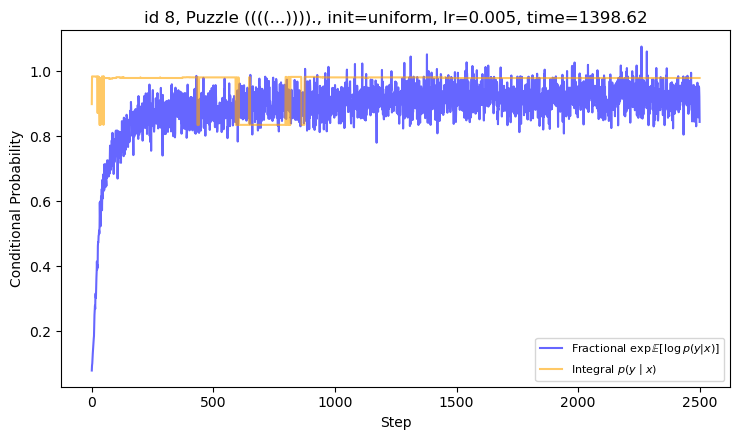 id 8, Puzzle ((((...))))., init=uniform, lr=0.005, time=1398.62
Conditional Probability
1.0
0.8
0.6
0.4
0.2
0
500
1000
1500
2000
2500
Step
Fractional exp𝔼[log p(y|x)]
Integral p(y | x)